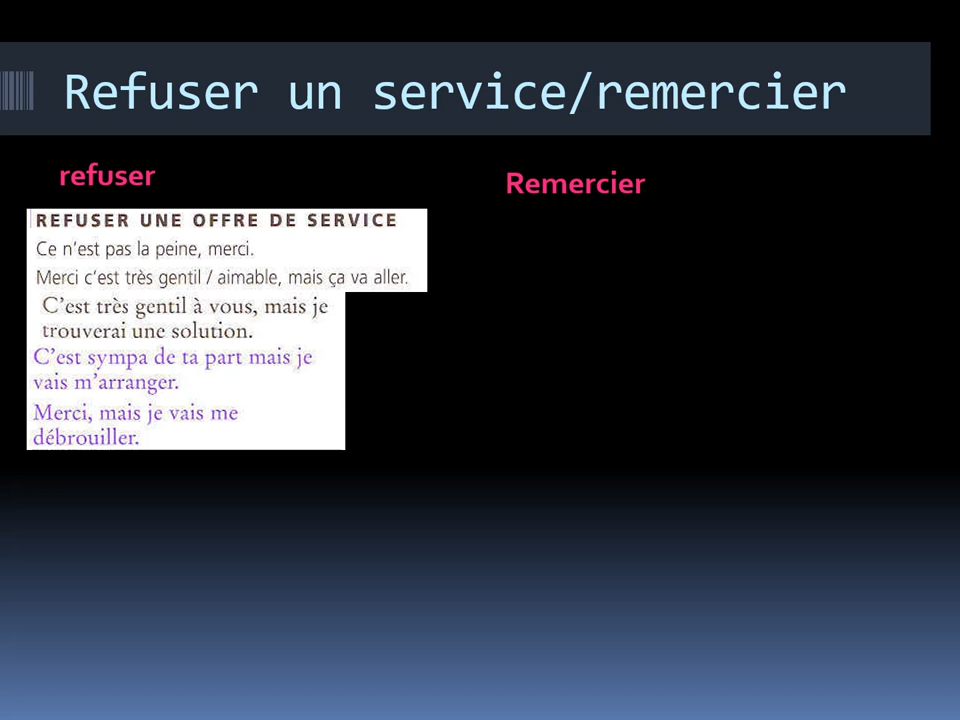 Refuser un service/remercier
refuser
Remercier
REFUSER UNE OFFRE DE SERVICE
Ce n'est pas la peine, merci.
Merci c'est très gentil / aimable, mais ça va aller.
C'est très gentil à vous, mais je
trouverai une solution.
C'est sympa de ta part mais je
vais m'arranger.
Merci, mais je vais me
débrouiller.